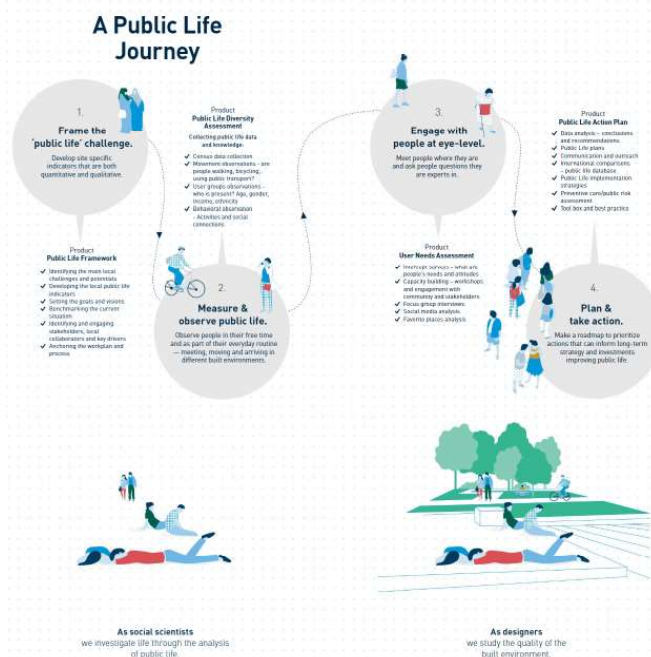 A Public Life
Journey
1.
Frame the
'public life' challenge.
Develop site specific
indicators that are both
quantitative and qualitative.
Product
Public Life Framework
✓ Identifying the main local
challenges and potentials
✓ Developing the local public life
indicators
✓ Setting the goals and visions
✓ Benchmarking the current
situation
✓ Identifying and engaging
stakeholders, local
collaborators and key drivers
✓ Anchoring the workplan and
process
Product
Public Life Diversity
Assessment
Collecting public life data
and knowledge:
✓ Census data collection
✓ Movement observations - are
people walking, bicycling,
using public transport?
✓ User groups observations -
who is present? Age, gender,
income, ethnicity
✓ Behavioral observation
- Activities and social
connections.
2.
Measure &
observe public life.
Observe people in their free time
and as part of their everyday routine
— meeting, moving and arriving in
different built environments.
3.
Engage with
people at eye-level.
Meet people where they are
and ask people questions they
are experts in.
Product
User Needs Assessment
✓ Intercept surveys - what are
people's needs and attitudes
✓ Capacity building - workshops
and engagement with
community and stakeholders
✓ Focus group interviews
✓ Social media analysis
✓ Favorite places analysis
Product
Public Life Action Plan
✓ Data analysis - conclusions
and recommendations
✓ Public Life plans
✓ Communication and outreach
✓ International comparisons
- public life database
✓ Public Life implementation
strategies
✓ Preventive care/public risk
assessment
✓ Tool box and best practice
4.
Plan &
take action.
Make a roadmap to prioritize
actions that can inform long-term
strategy and investments
improving public life.
As social scientists
we investigate life through the analysis
of public life.
As designers
we study the quality of the
built environment.